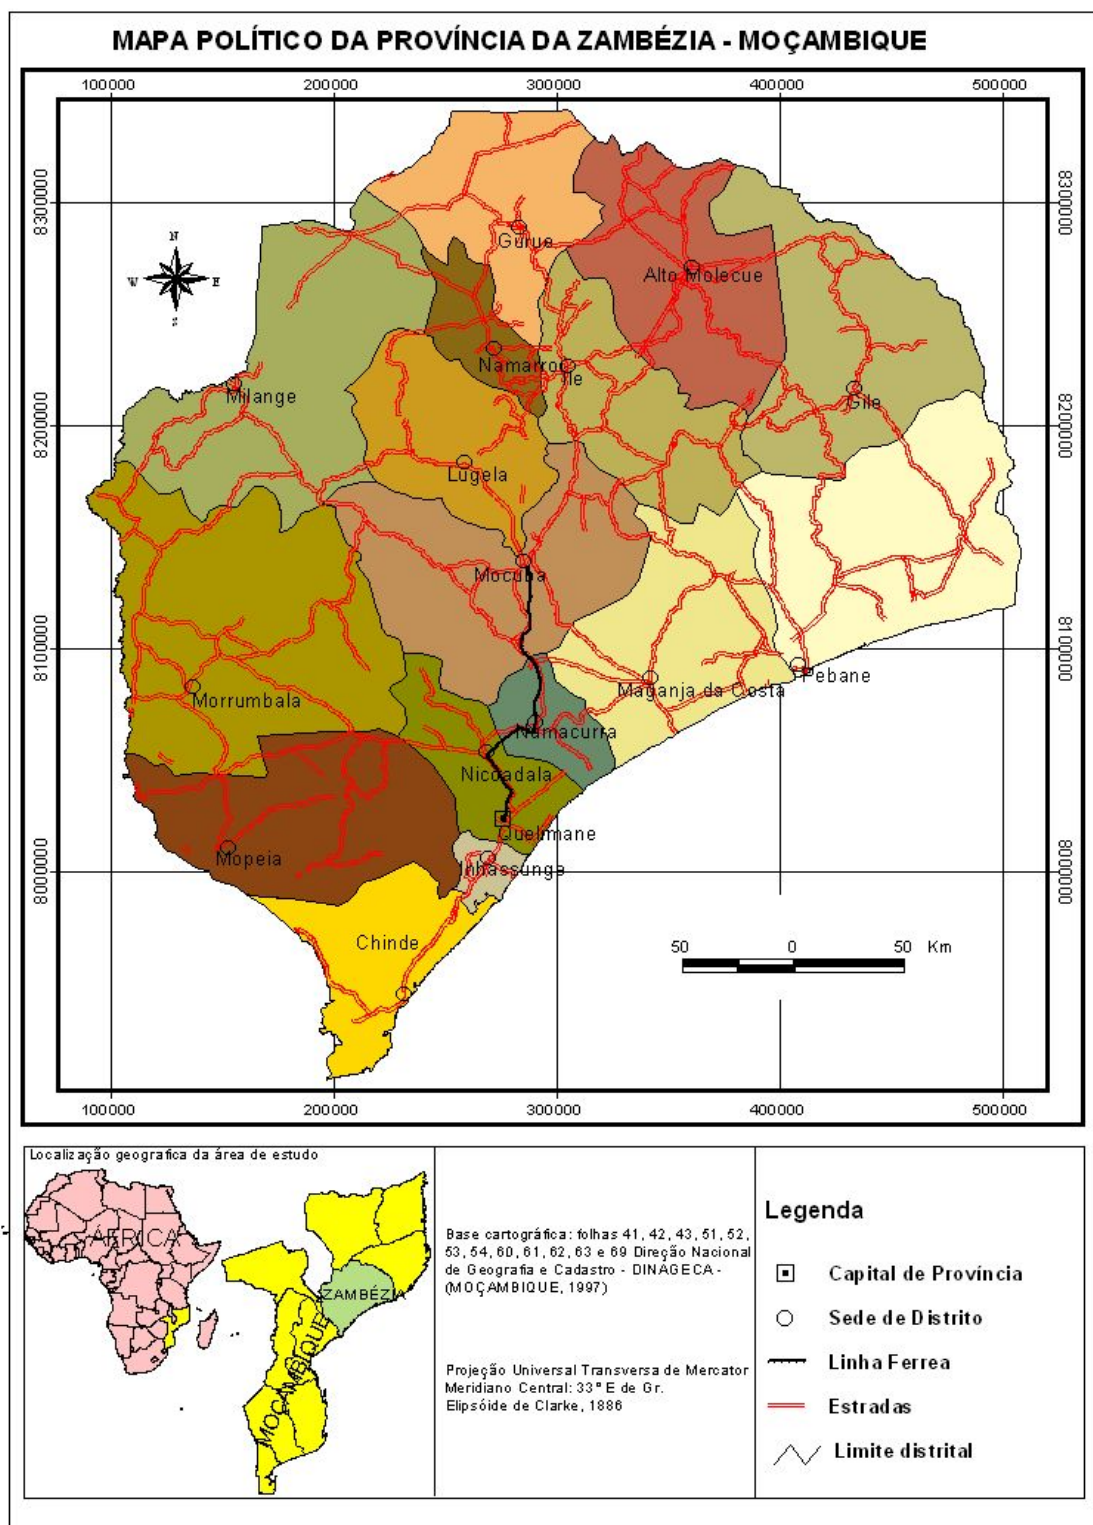 MAPA POLÍTICO DA PROVÍNCIA DA ZAMBÉZIA - MOÇAMBIQUE
100000 200000 300000 400000 500000
8300000 8300000
N
W E
S
Gurue
Alto Molecue
Namarroi
Ile
Milange
Gile
8200000 8200000
Lugela
Mocuba
8100000 8100000
Maganja da Costa
Pebane
Morrumbala
Namacurra
Nicoadala
Quelimane
Mopeia
Inhassunge
8000000 8000000
Chinde
50 0 50 Km
100000 200000 300000 400000 500000
Localização geografica da área de estudo
ÁFRICA
ZAMBÉZIA
MOÇAMBIQUE
Base cartográfica: folhas 41, 42, 43, 51, 52,
53, 54, 60, 61, 62, 63 e 69 Direção Nacional
de Geografia e Cadastro - DINAGECA -
(MOÇAMBIQUE, 1997)
Projeção Universal Transversa de Mercator
Meridiano Central: 33° E de Gr.
Elipsóide de Clarke, 1886
Legenda
Capital de Província
Sede de Distrito
Linha Ferrea
Estradas
Limite distrital